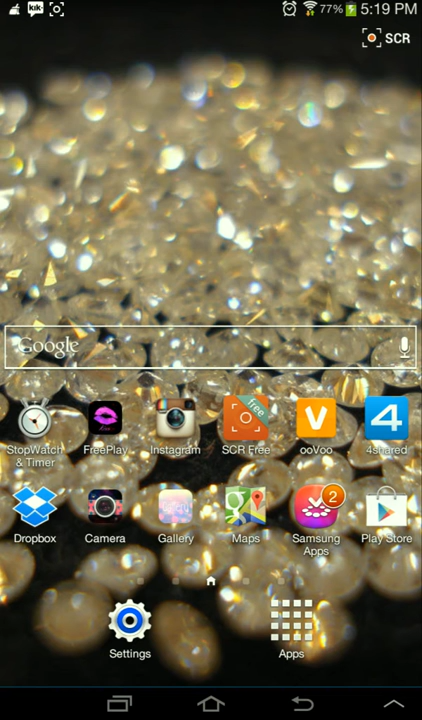 kik
77% 5:19 PM
SCR
Google
free
StopWatch & Timer
FreePlay
Instagram
SCR Free
ooVoo
4shared
2
Dropbox
Camera
Gallery
Maps
Samsung Apps
Play Store
Settings
Apps